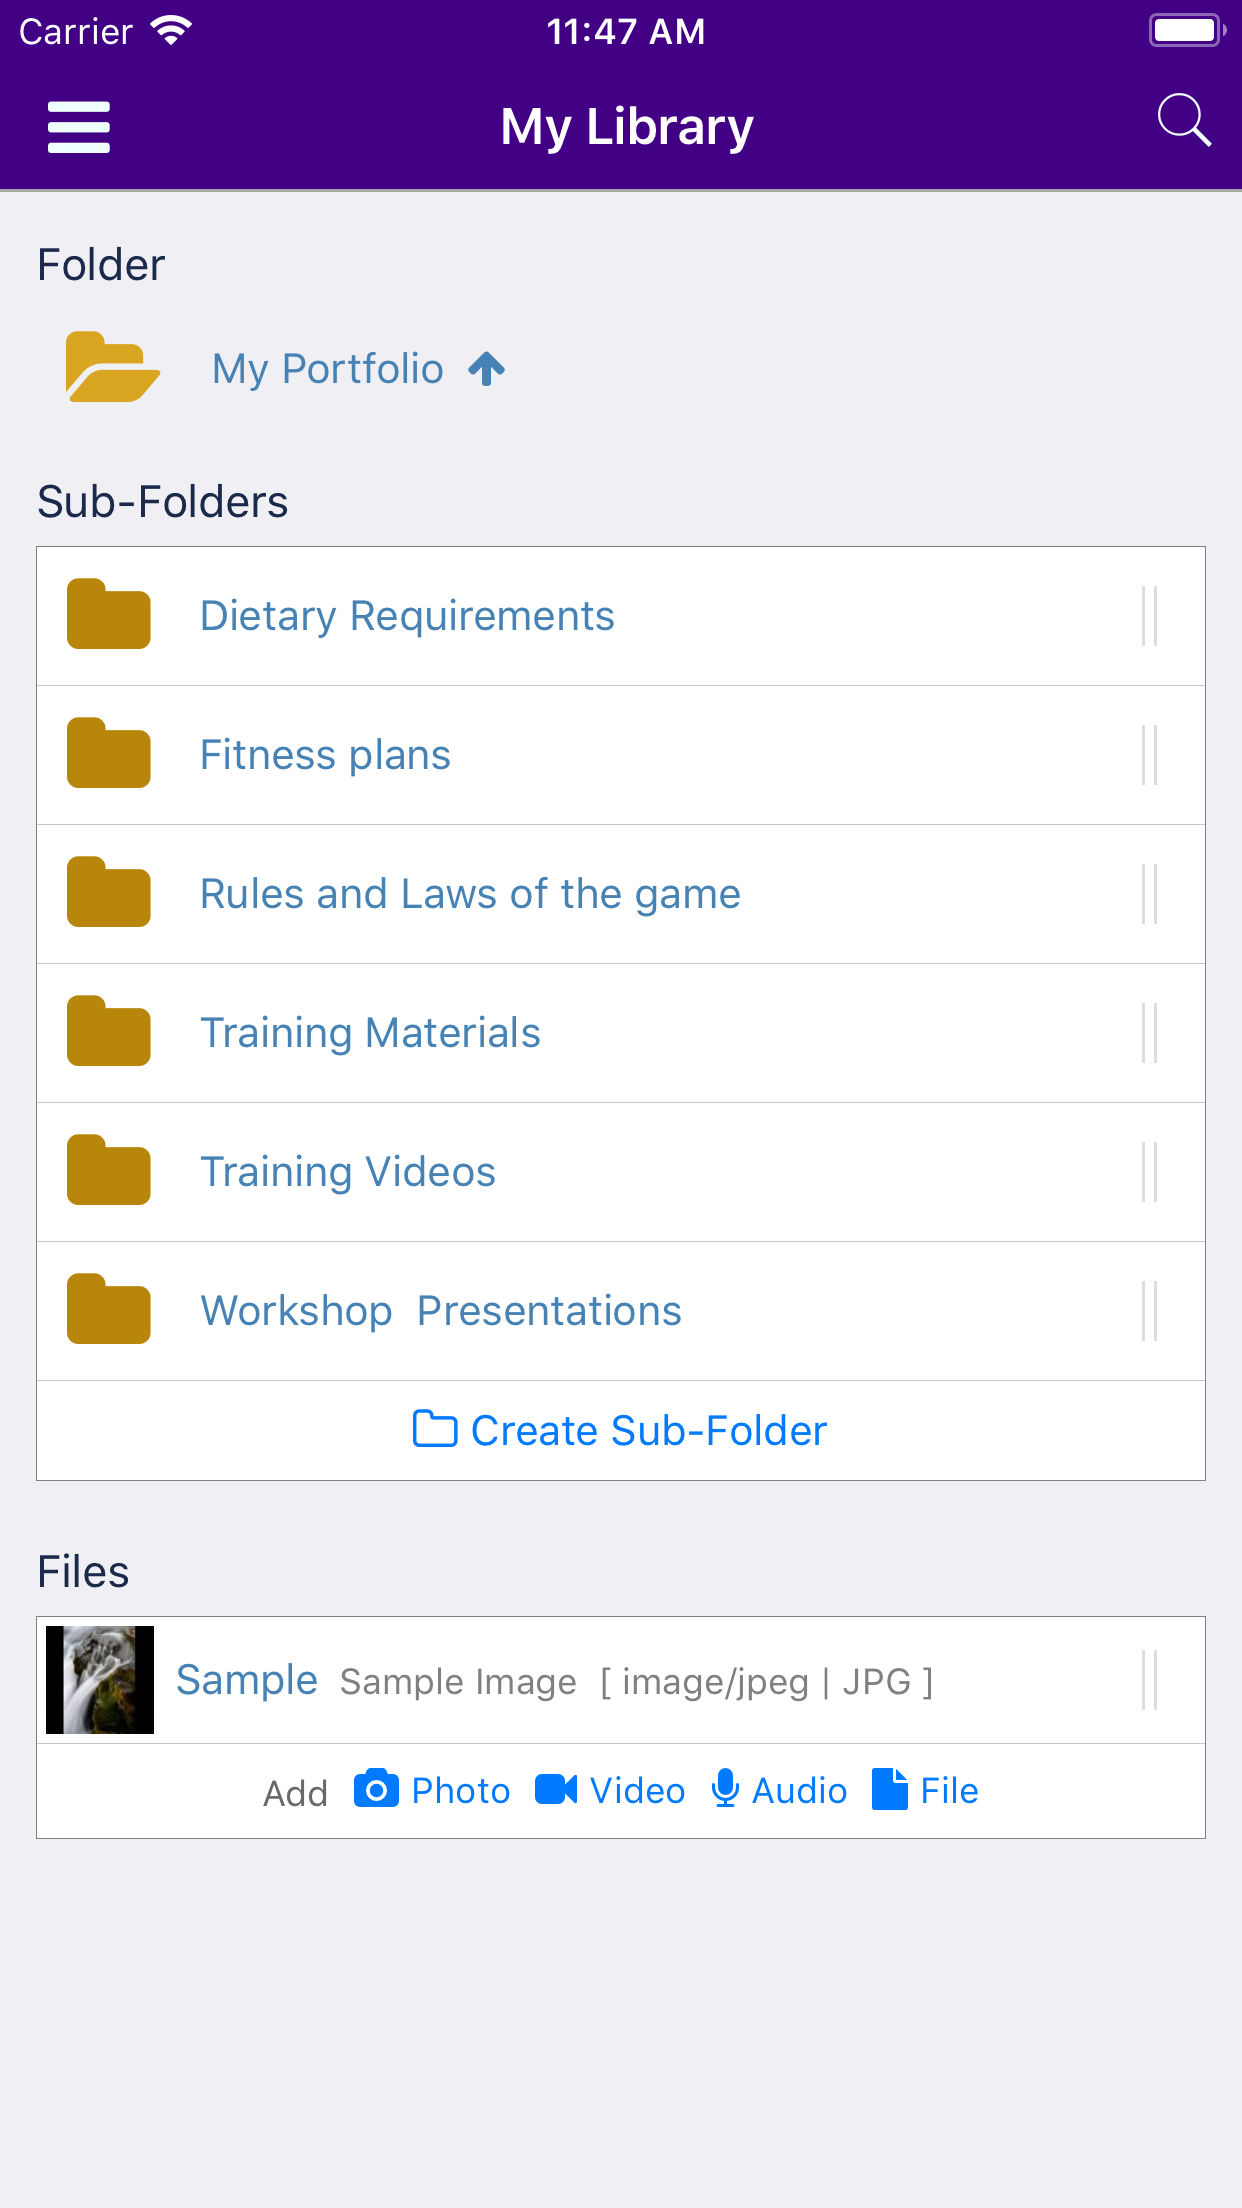 Carrier 11:47 AM
My Library
Folder
My Portfolio
Sub-Folders
Dietary Requirements
Fitness plans
Rules and Laws of the game
Training Materials
Training Videos
Workshop  Presentations
Create Sub-Folder
Files
Sample Sample Image [ image/jpeg | JPG ]
Add Photo Video Audio File